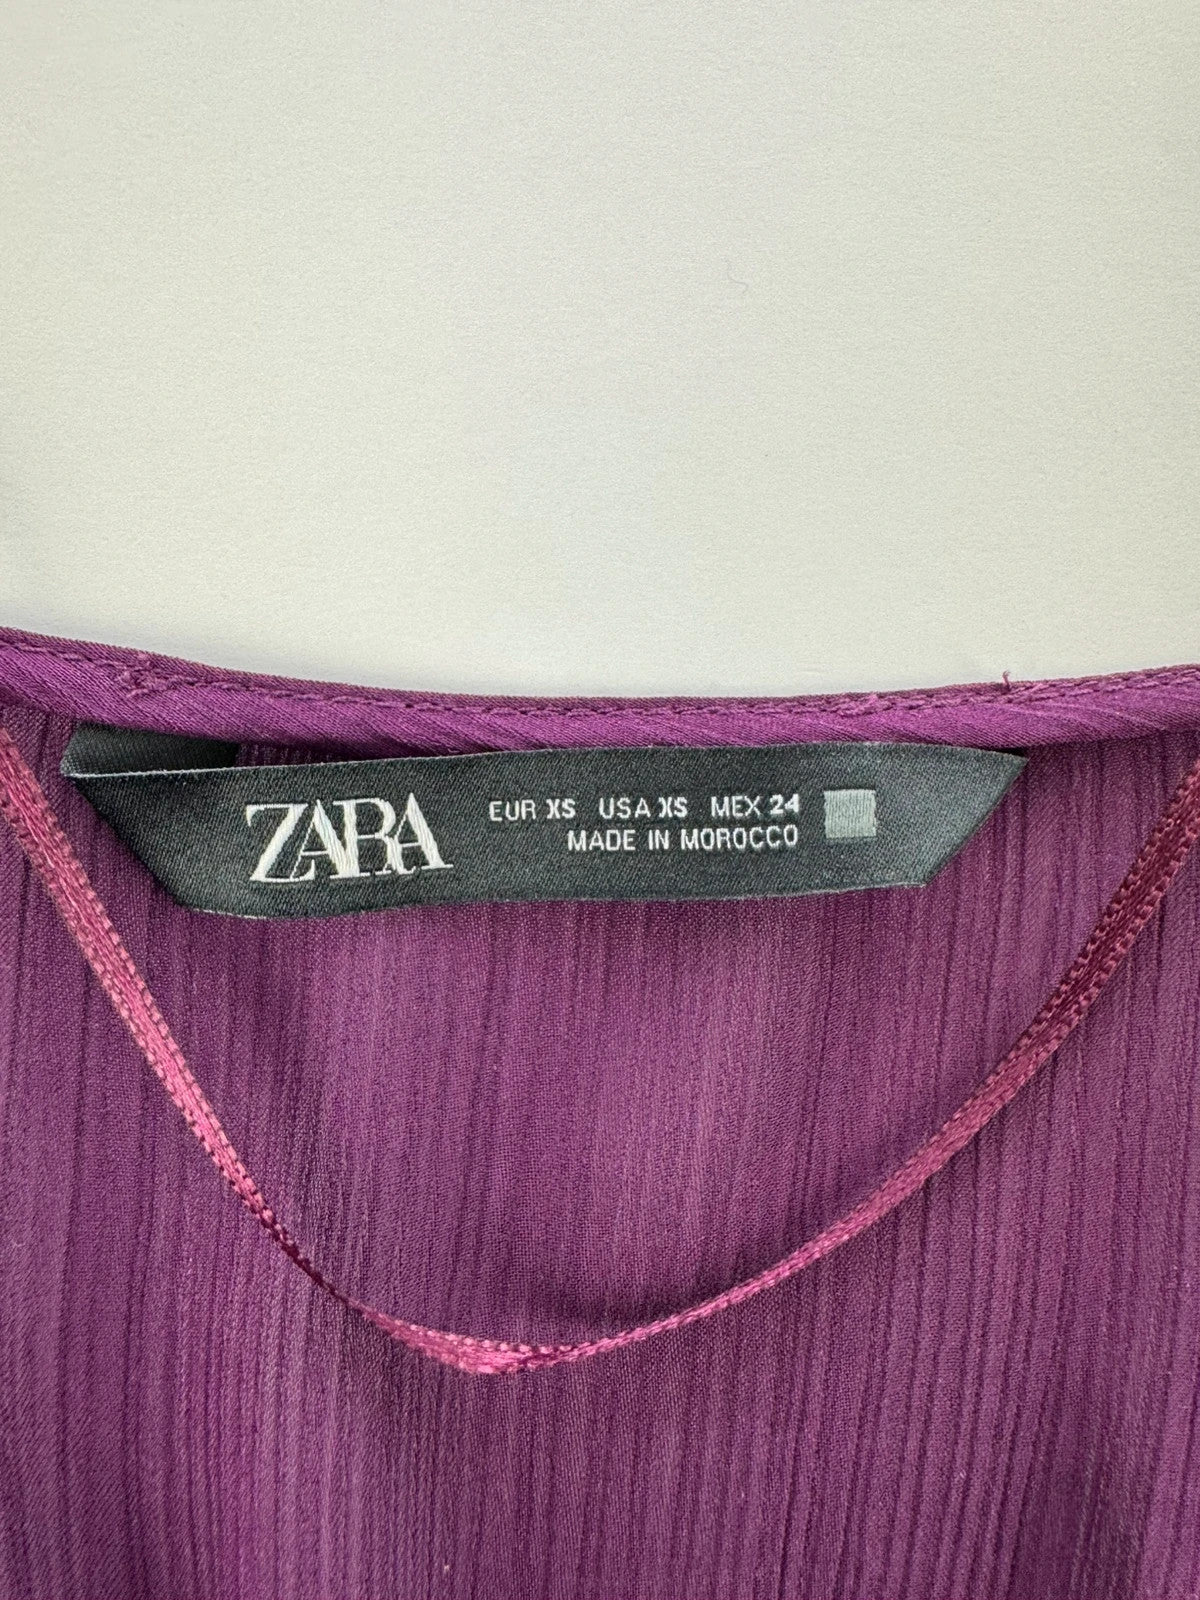 ZARA
EUR XS USA XS MEX 24
MADE IN MOROCCO